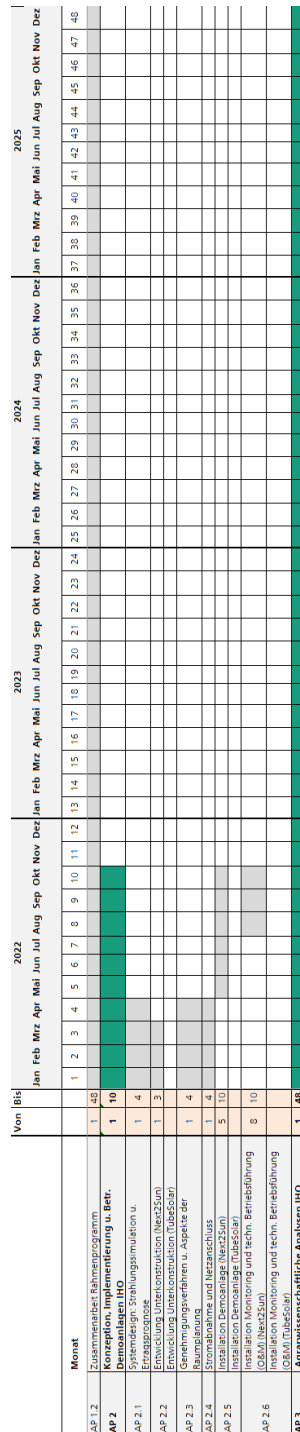 2022 2023 2024 2025
Von Bis Jan Feb Mrz Apr Mai Jun Jul Aug Sep Okt Nov Dez Jan Feb Mrz Apr Mai Jun Jul Aug Sep Okt Nov Dez Jan Feb Mrz Apr Mai Jun Jul Aug Sep Okt Nov Dez Jan Feb Mrz Apr Mai Jun Jul Aug Sep Okt Nov Dez
Monat 1 2 3 4 5 6 7 8 9 10 11 12 13 14 15 16 17 18 19 20 21 22 23 24 25 26 27 28 29 30 31 32 33 34 35 36 37 38 39 40 41 42 43 44 45 46 47 48
AP 1.2 Zusammenarbeit Rahmenprogramm 1 48
AP 2 Konzeption, Implementierung u. Betr. 1 10
Demoanlagen IHO
AP 2.1 Systemdesign: Strahlungssimulation u. 1 4
Ertragsprognose
AP 2.2 Entwicklung Unterkonstruktion (Next2Sun) 1 3
Entwicklung Unterkonstruktion (TubeSolar)
AP 2.3 Genehmigungsverfahren u. Aspekte der 1 4
Raumplanung
AP 2.4 Stromabnahme und Netzanschluss 1 4
AP 2.5 Installation Demoanlage (Next2Sun) 5 10
Installation Demoanlage (TubeSolar)
Installation Monitoring und techn. Betriebsführung 8 10
(O&M) (Next2Sun)
AP 2.6 Installation Monitoring und techn. Betriebsführung
(O&M) (TubeSolar)
AP 3 Agrarwissenschaftliche Analysen IHO 1 48